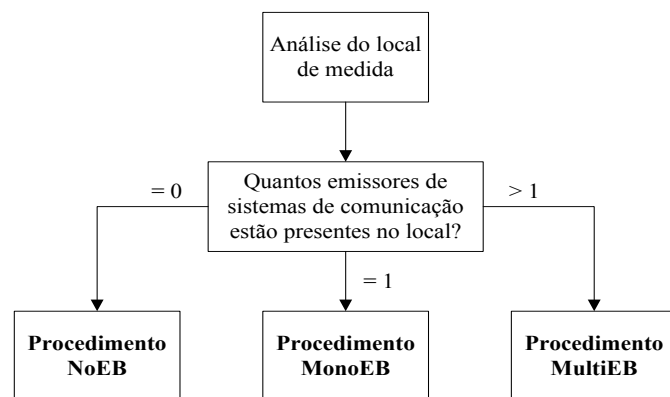 Análise do local
de medida
Quantos emissores de
sistemas de comunicação
estão presentes no local?
= 0
> 1
= 1
Procedimento
NoEB
Procedimento
MonoEB
Procedimento
MultiEB